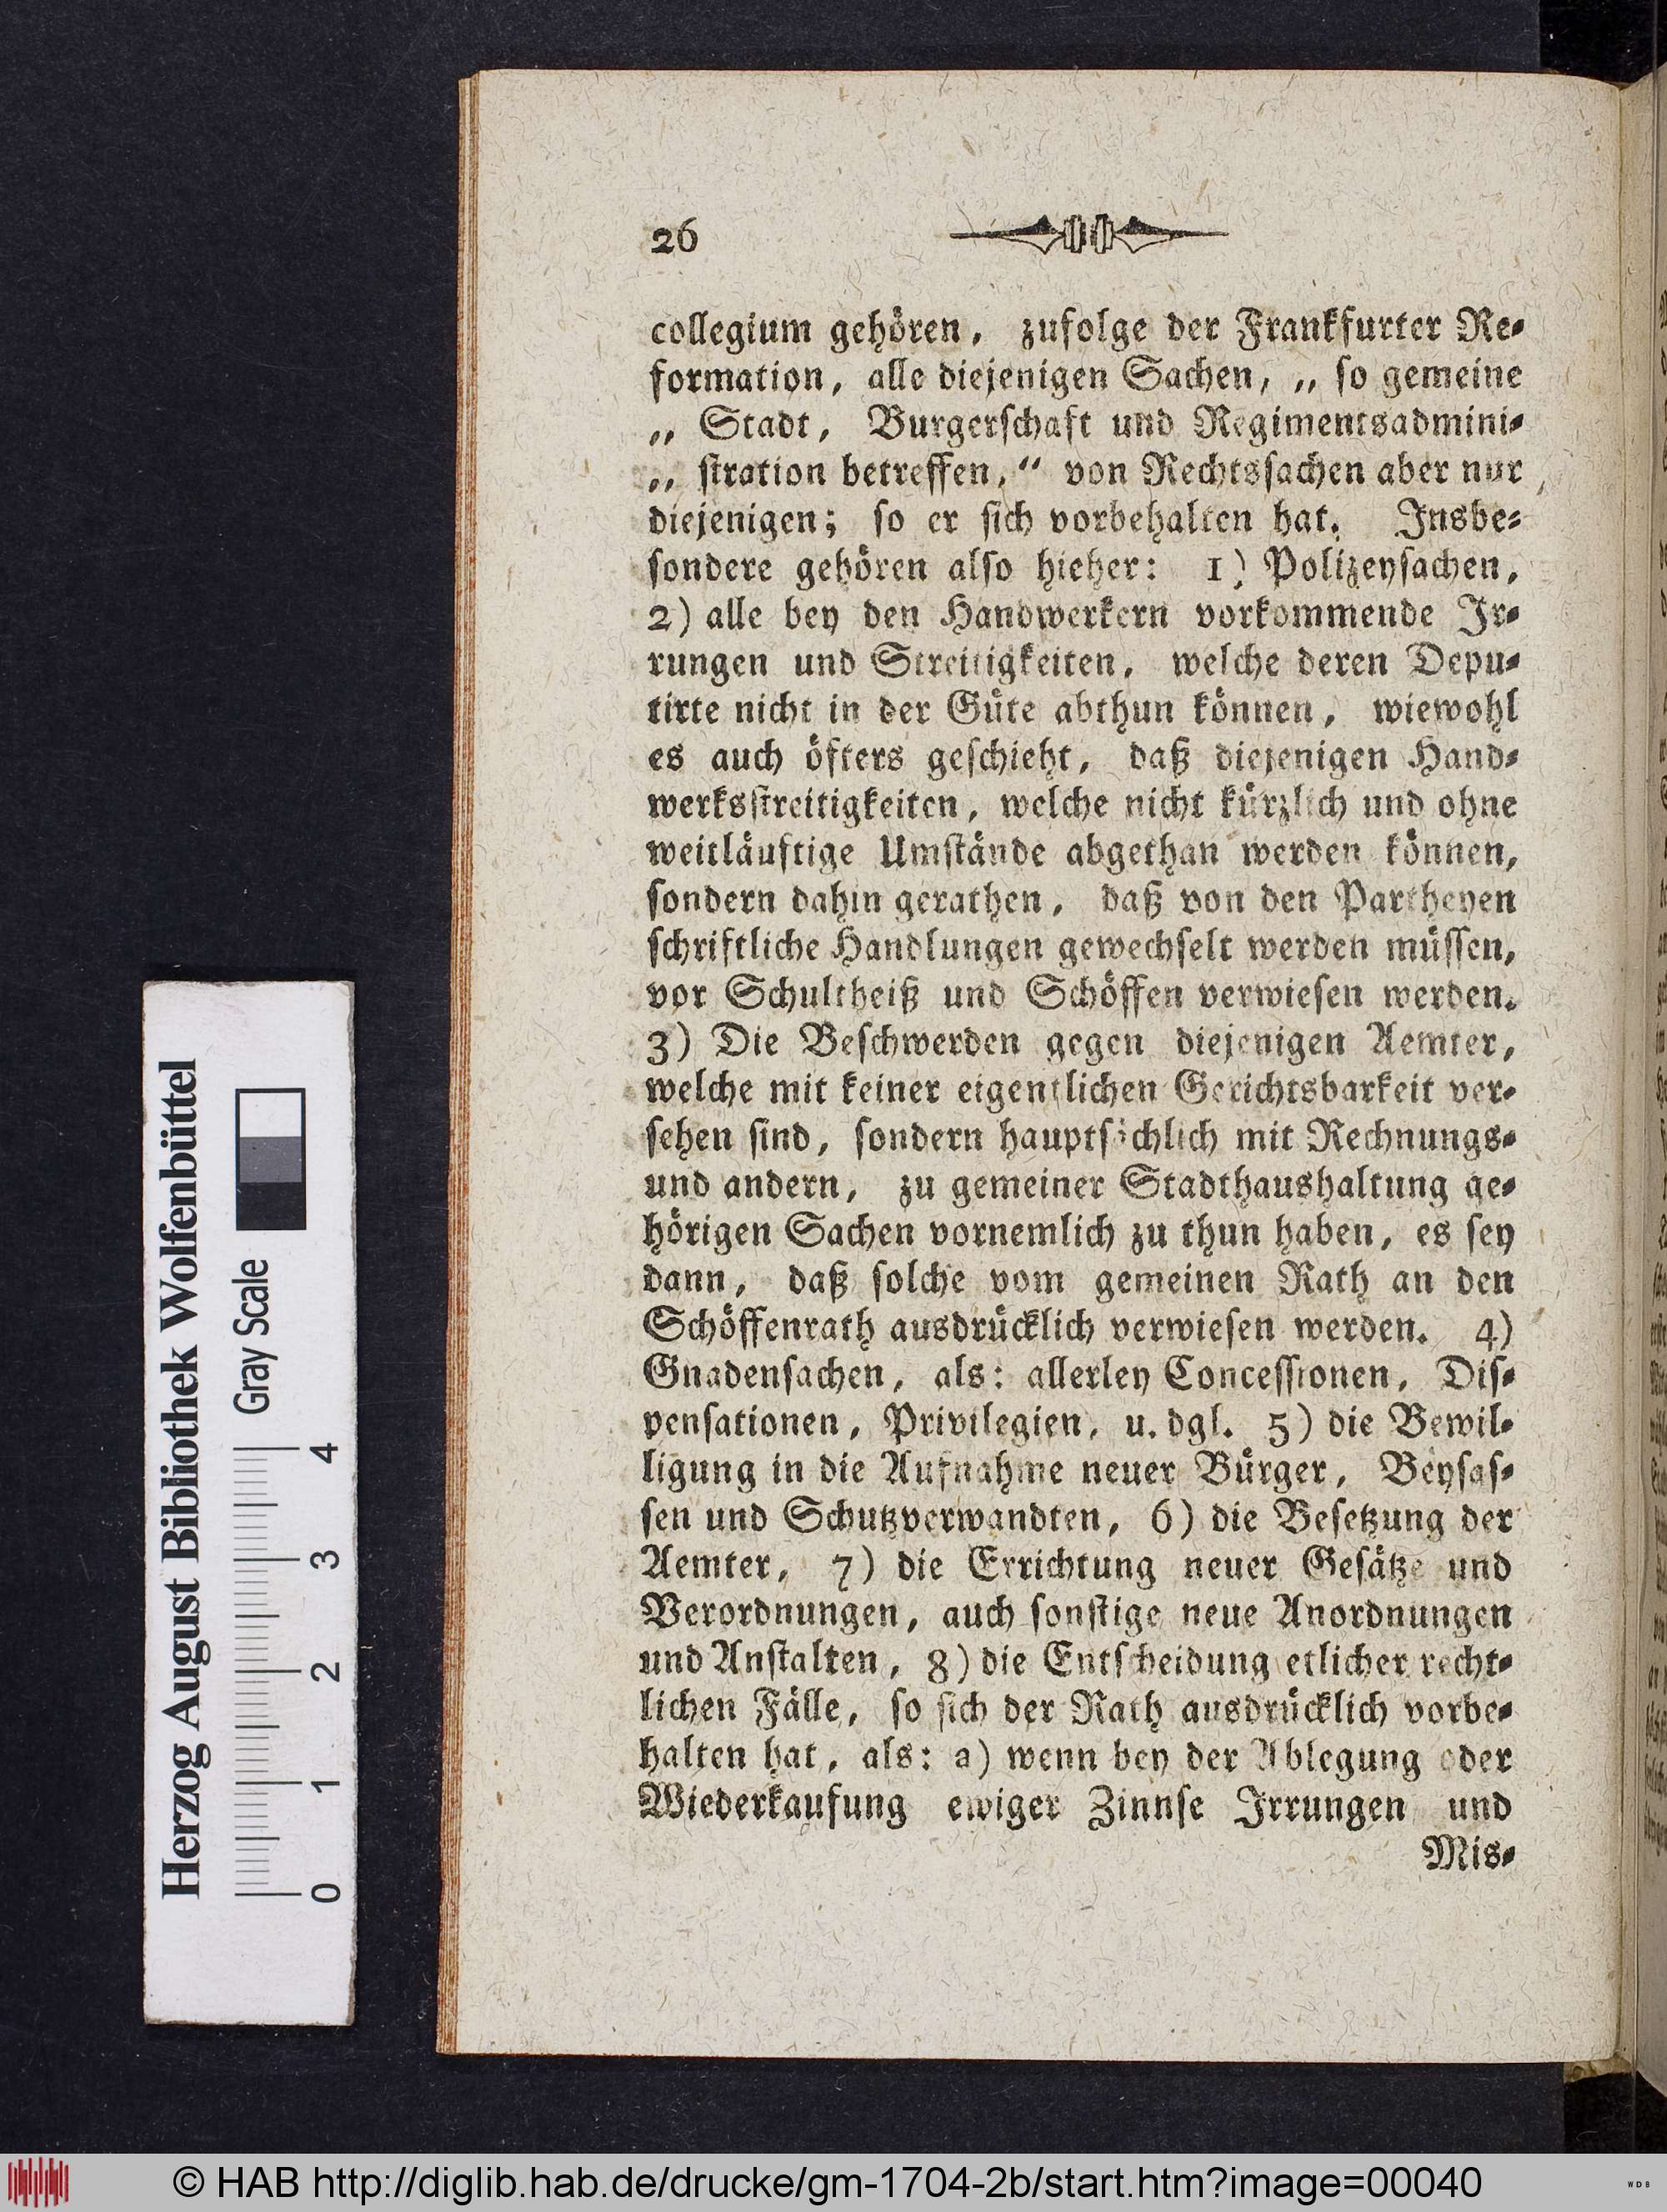 26
collegium gehören, zufolge der Frankfurter Re⸗
formation, alle diejenigen Sachen, „ ſo gemeine
„ Stadt, Burgerſchaft und Regimentsadmini⸗
„ ſtration betreffen,“ von Rechtsſachen aber nur
diejenigen; ſo er ſich vorbehalten hat. Insbe⸗
ſondere gehören alſo hieher: 1) Polizeyſachen,
2) alle bey den Handwerkern vorkommende Ir⸗
rungen und Streitigkeiten, welche deren Depu⸗
tirte nicht in der Güte abthun können, wiewohl
es auch öfters geſchieht, daß diejenigen Hand⸗
werksſtreitigkeiten, welche nicht kürzlich und ohne
weitläuftige Umſtände abgethan werden können,
ſondern dahin gerathen, daß von den Partheyen
ſchriftliche Handlungen gewechſelt werden müſſen,
vor Schultheiß und Schöffen verwieſen werden.
3) Die Beſchwerden gegen diejenigen Aemter,
welche mit keiner eigentlichen Gerichtsbarkeit ver⸗
ſehen ſind, ſondern hauptſächlich mit Rechnungs⸗
und andern, zu gemeiner Stadthaushaltung ge⸗
hörigen Sachen vornemlich zu thun haben, es ſey
dann, daß ſolche vom gemeinen Rath an den
Schöffenrath ausdrücklich verwieſen werden. 4)
Gnadenſachen, als: allerley Conceſſionen, Diſ⸗
penſationen, Privilegien, u. dgl. 5) die Bewil⸗
ligung in die Aufnahme neuer Bürger, Beyſaſ⸗
ſen und Schutzverwandten, 6) die Beſetzung der
Aemter, 7) die Errichtung neuer Geſätze und
Verordnungen, auch ſonſtige neue Anordnungen
und Anſtalten, 8) die Entſcheidung etlicher recht⸗
lichen Fälle, ſo ſich der Rath ausdrücklich vorbe⸗
halten hat, als: a) wenn bey der Ablegung oder
Wiederkaufung ewiger Zinnſe Irrungen und
Mis⸗
Herzog August Bibliothek Wolfenbüttel
Gray Scale
0 1 2 3 4
© HAB http://diglib.hab.de/drucke/gm-1704-2b/start.htm?image=00040
WDB